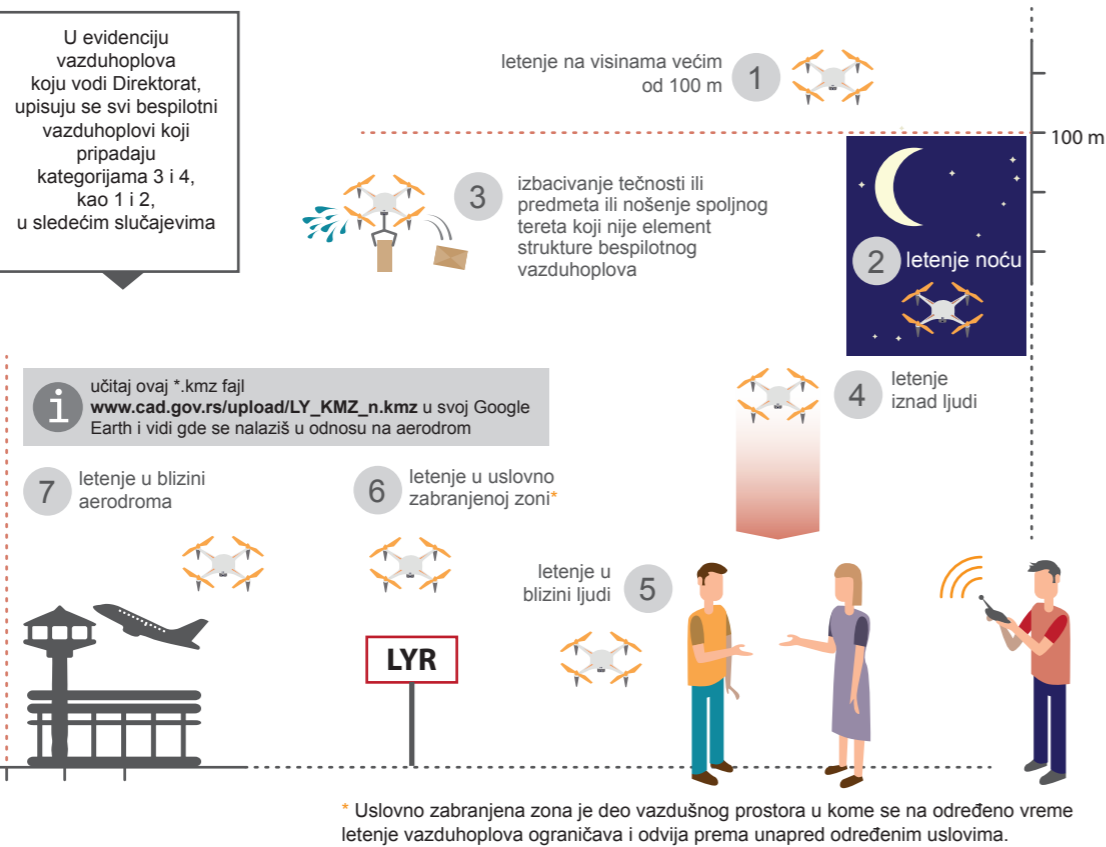 U evidenciju
vazduhoplova
koju vodi Direktorat,
upisuju se svi bespilotni
vazduhoplovi koji
pripadaju
kategorijama 3 i 4,
kao 1 i 2,
u sledećim slučajevima
letenje na visinama većim
od 100 m
1
100 m
3
izbacivanje tečnosti ili
predmeta ili nošenje spoljnog
tereta koji nije element
strukture bespilotnog
vazduhoplova
2 letenje noću
i
učitaj ovaj *.kmz fajl
www.cad.gov.rs/upload/LY_KMZ_n.kmz u svoj Google
Earth i vidi gde se nalaziš u odnosu na aerodrom
4
letenje
iznad ljudi
7
letenje u blizini
aerodroma
6
letenje u uslovno
zabranjenoj zoni*
letenje u
blizini ljudi
5
LYR
* Uslovno zabranjena zona je deo vazdušnog prostora u kome se na određeno vreme
letenje vazduhoplova ograničava i odvija prema unapred određenim uslovima.